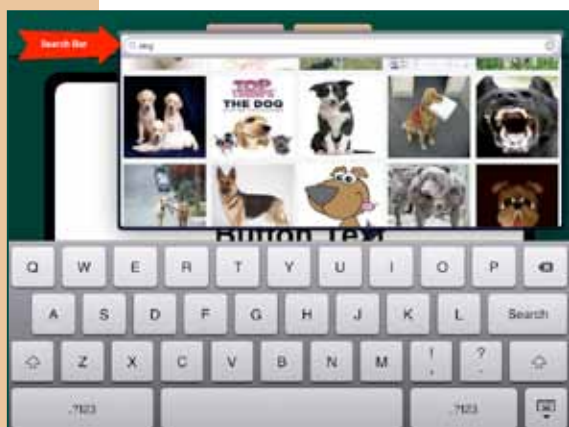 Search Bar
dog
TOP
THE DOG
Button Text
Q W E R T Y U I O P
A S D F G H J K L Search
Z X C V B N M ! , ? .
.?123 .?123